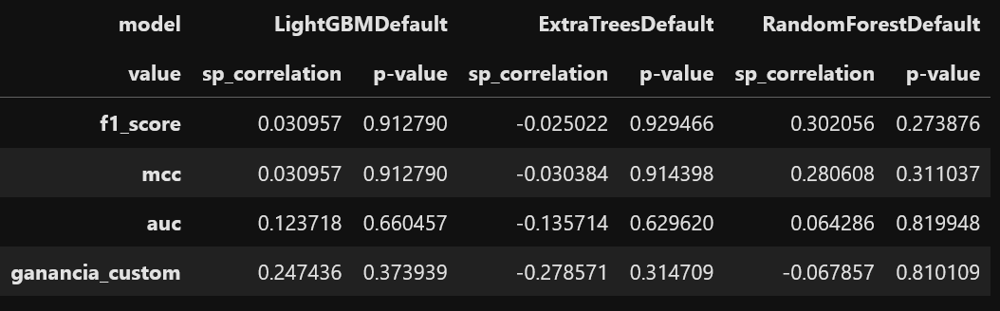 model LightGBMDefault ExtraTreesDefault RandomForestDefault
value sp_correlation p-value sp_correlation p-value sp_correlation p-value
f1_score 0.030957 0.912790 -0.025022 0.929466 0.302056 0.273876
mcc 0.030957 0.912790 -0.030384 0.914398 0.280608 0.311037
auc 0.123718 0.660457 -0.135714 0.629620 0.064286 0.819948
ganancia_custom 0.247436 0.373939 -0.278571 0.314709 -0.067857 0.810109